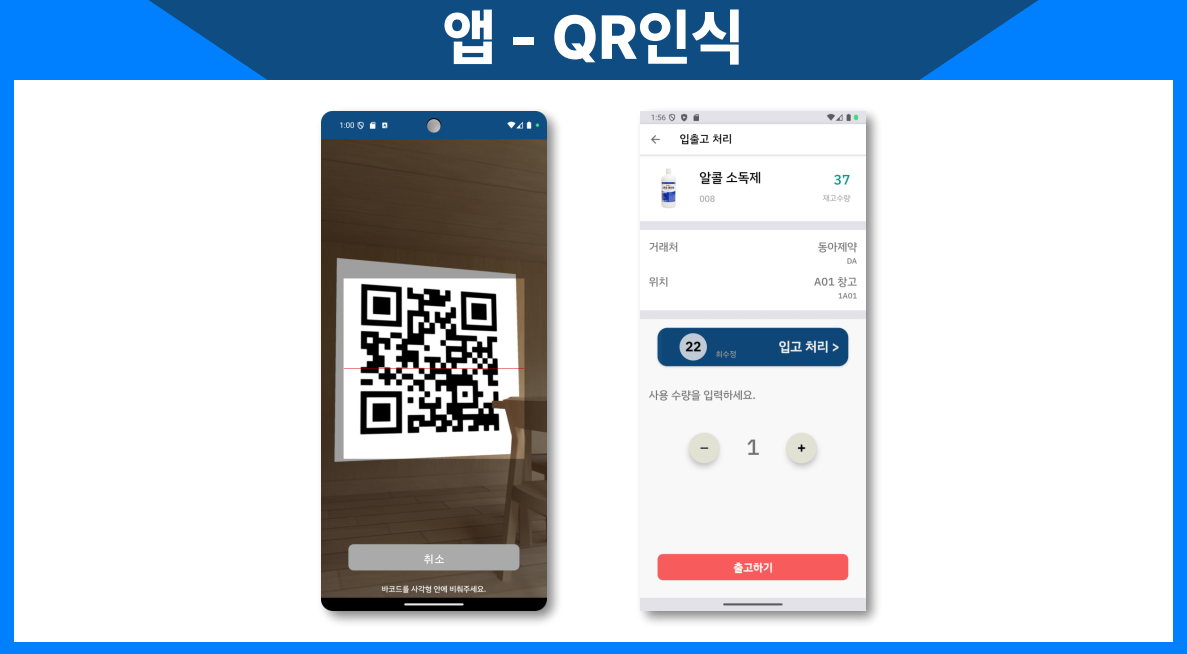 앱 - QR인식
1:00
취소
바코드를 사각형 안에 비춰주세요.
1:56
입출고 처리
알콜 소독제
37
008
재고수량
거래처
동아제약
DA
위치
A01 창고
1A01
22
최수정
입고 처리 >
사용 수량을 입력하세요.
− 1 +
출고하기